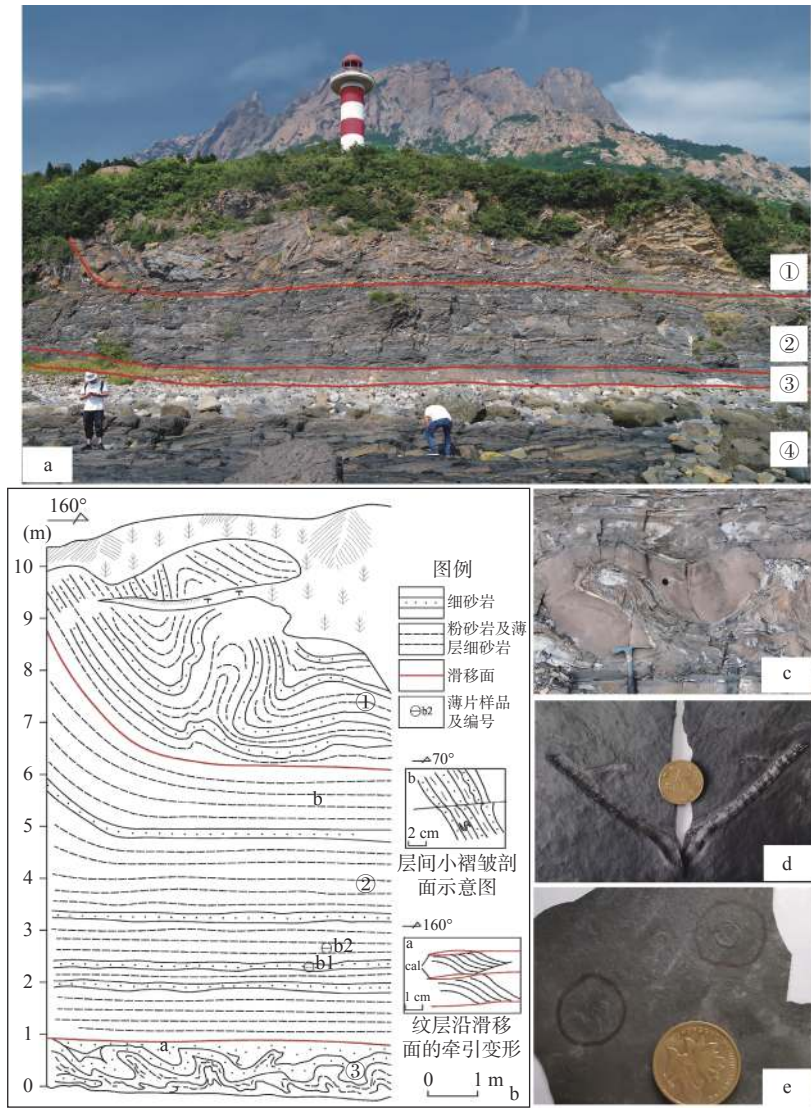 ①
②
③
④
a
160°
(m)
10
9
8
7
6
5
4
3
2
1
0
①
b
②
b2
b1
a
③
图例
细砂岩
粉砂岩及薄
层细砂岩
滑移面
b2
薄片样品
及编号
70°
b
2 cm
层间小褶皱剖
面示意图
160°
a
cal
1 cm
纹层沿滑移
面的牵引变形
0 1 m
b
c
d
e